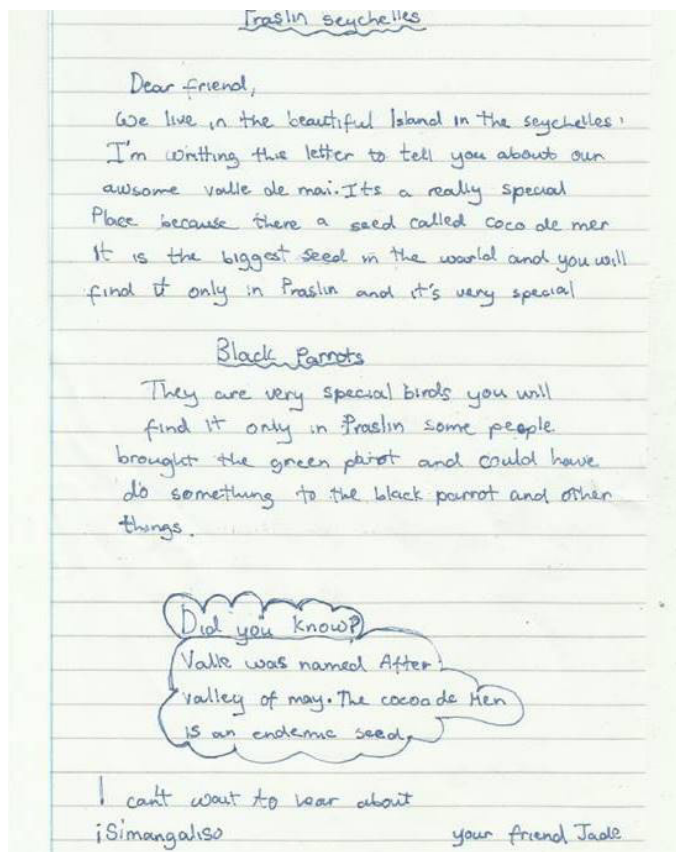 Praslin seychelles
Dear friend,
We live in the beautiful Island in the seychelles.
I'm writting this letter to tell you about our
awsome valle de mai. Its a really special
Place because there a seed called coco de mer
It is the biggest seed in the world and you will
find it only in Praslin and it's very special
Black Parrots
They are very special birds you will
find it only in Praslin some people
brought the green parot and could have
do something to the black parrot and other
things.
Did you know?
Valle was named After
valley of may. The cocoa de Mer
is an endemic seed.
I can't wait to hear about
iSimangaliso your friend Jade